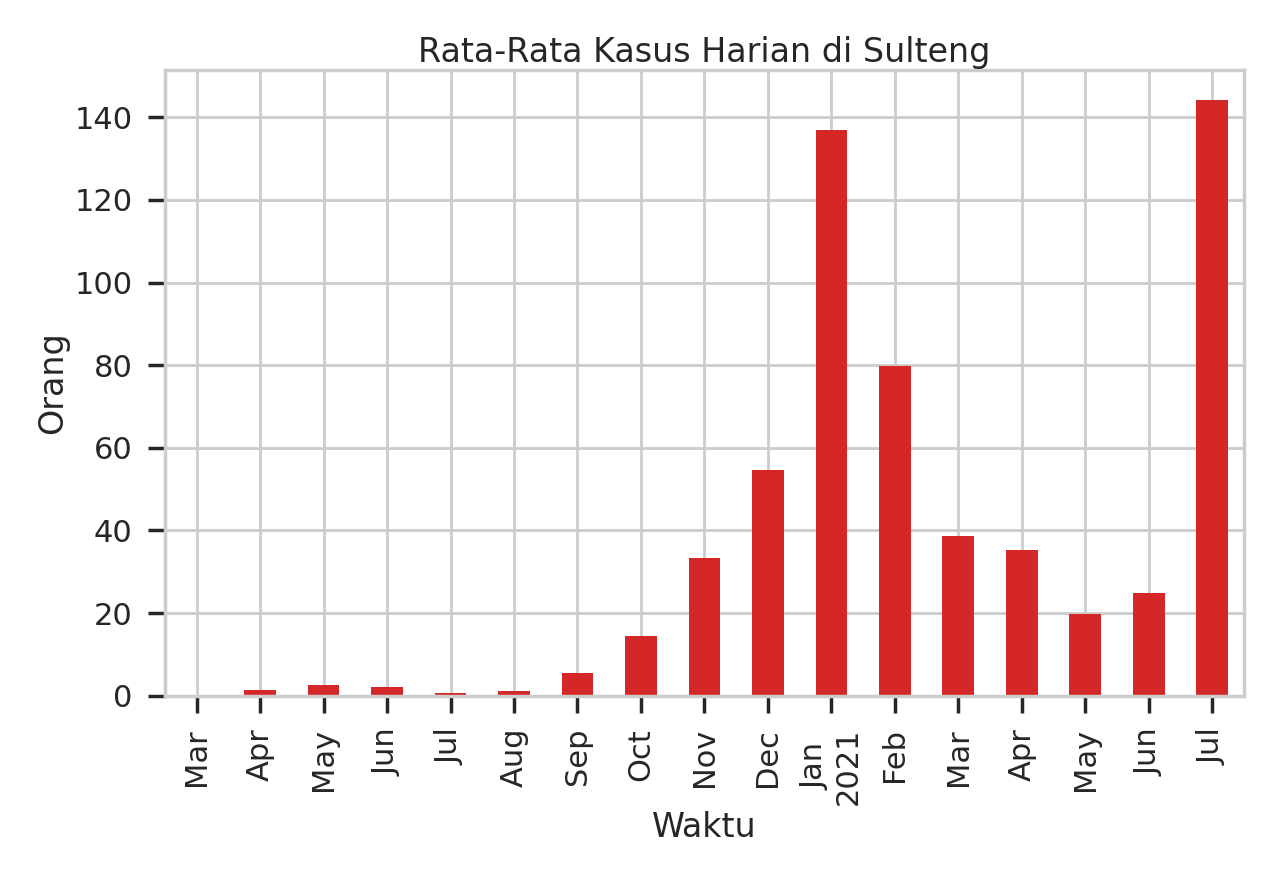 Rata-Rata Kasus Harian di Sulteng
140
120
100
80
60
40
20
0
Orang
Mar
Apr
May
Jun
Jul
Aug
Sep
Oct
Nov
Dec
Jan
2021
Feb
Mar
Apr
May
Jun
Jul
Waktu